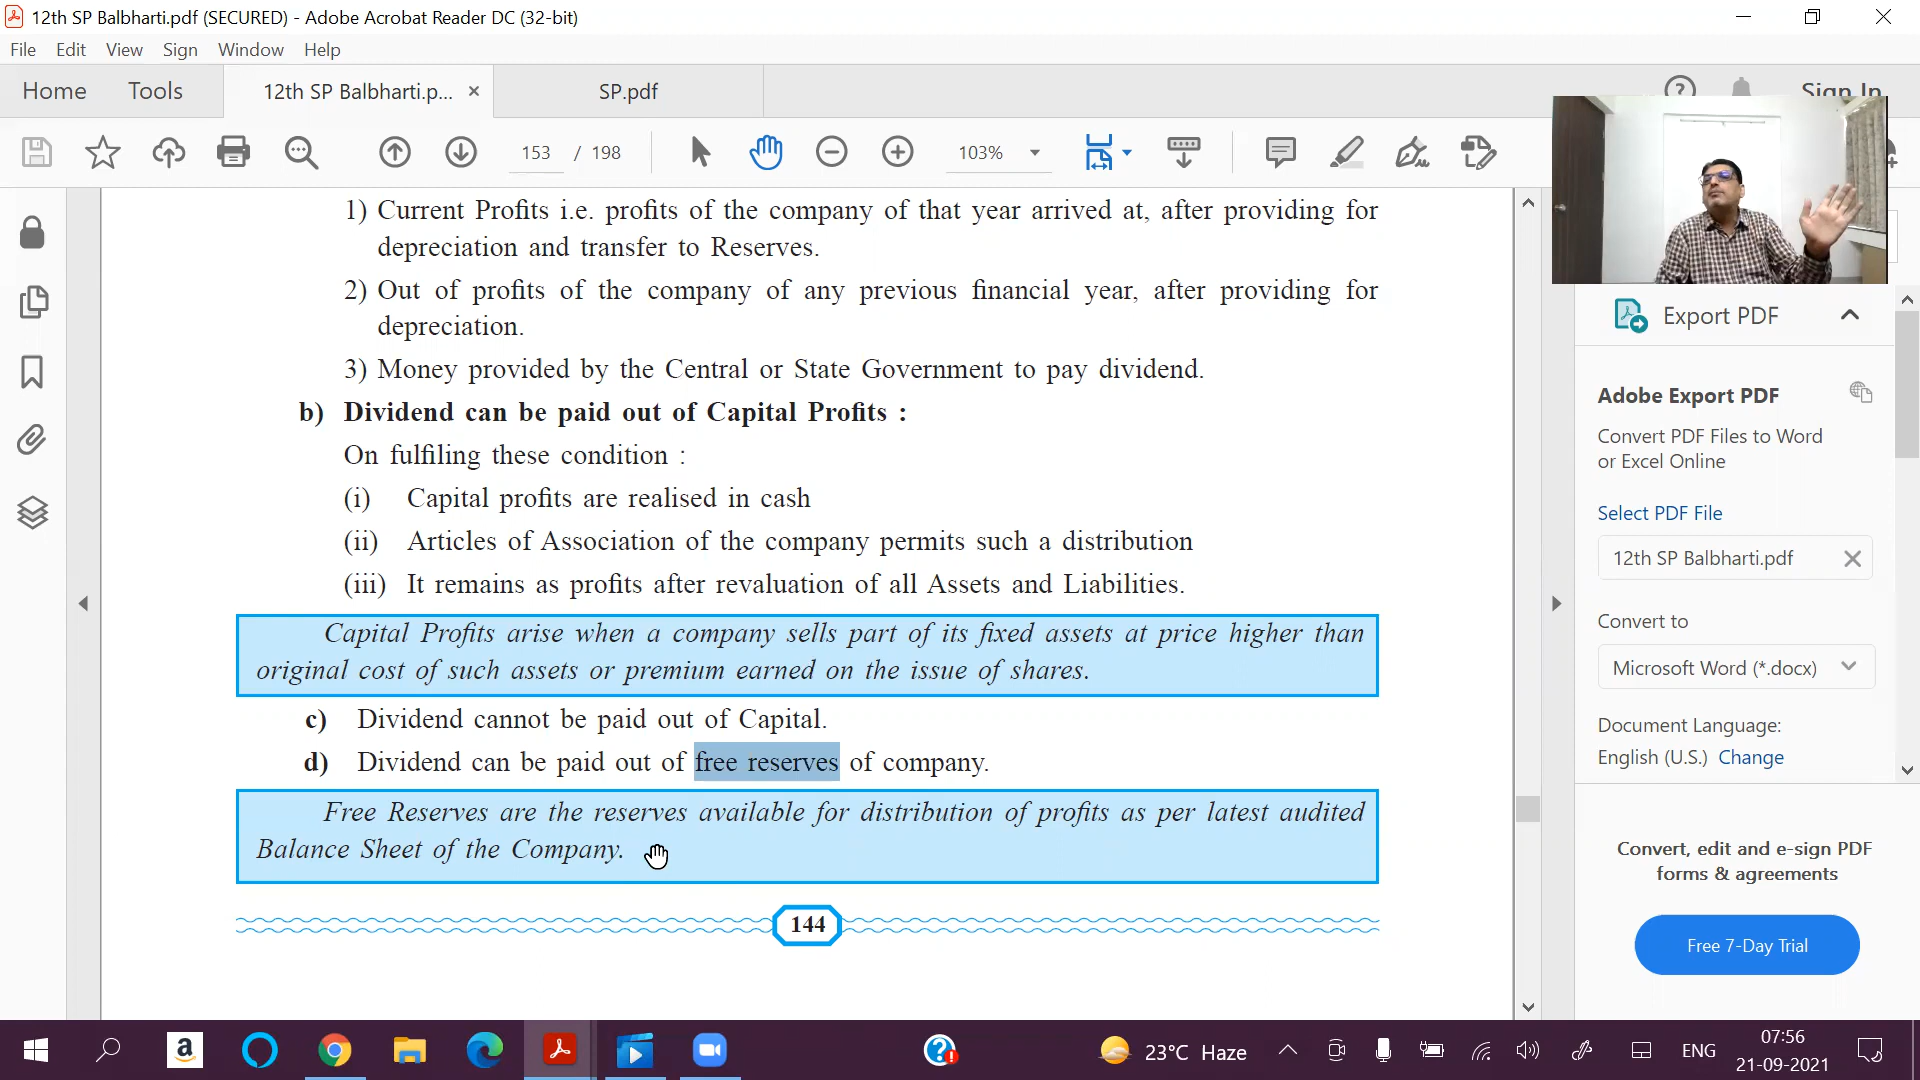 12th SP Balbharti.pdf (SECURED) - Adobe Acrobat Reader DC (32-bit)
File Edit View Sign Window Help
Home Tools 12th SP Balbharti.p... × SP.pdf Sign In
153 / 198 103%
1) Current Profits i.e. profits of the company of that year arrived at, after providing for
depreciation and transfer to Reserves.
2) Out of profits of the company of any previous financial year, after providing for
depreciation.
3) Money provided by the Central or State Government to pay dividend.
b) Dividend can be paid out of Capital Profits :
On fulfiling these condition :
(i) Capital profits are realised in cash
(ii) Articles of Association of the company permits such a distribution
(iii) It remains as profits after revaluation of all Assets and Liabilities.
Capital Profits arise when a company sells part of its fixed assets at price higher than
original cost of such assets or premium earned on the issue of shares.
c) Dividend cannot be paid out of Capital.
d) Dividend can be paid out of free reserves of company.
Free Reserves are the reserves available for distribution of profits as per latest audited
Balance Sheet of the Company.
144
Export PDF
Adobe Export PDF
Convert PDF Files to Word
or Excel Online
Select PDF File
12th SP Balbharti.pdf
Convert to
Microsoft Word (*.docx)
Document Language:
English (U.S.) Change
Convert, edit and e-sign PDF
forms & agreements
Free 7-Day Trial
23°C Haze
ENG
07:56
21-09-2021